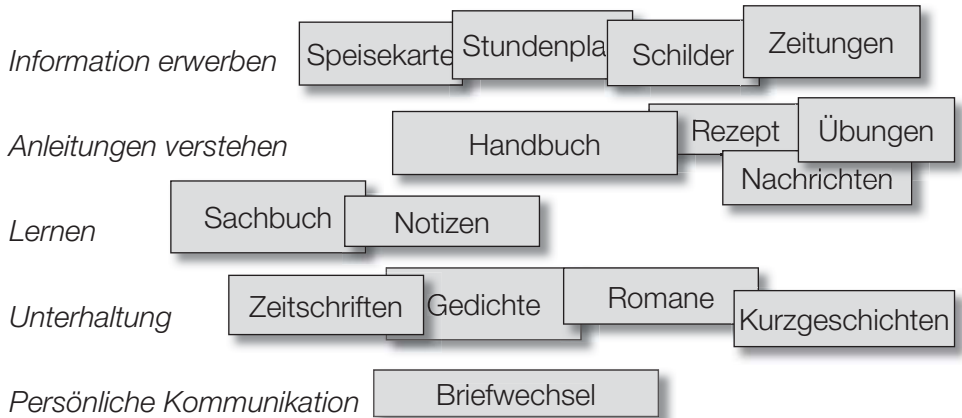 Information erwerben Speisekarte Stundenpla Schilder Zeitungen
Anleitungen verstehen Handbuch Rezept Übungen
Nachrichten
Lernen Sachbuch Notizen
Unterhaltung Zeitschriften Gedichte Romane Kurzgeschichten
Persönliche Kommunikation Briefwechsel